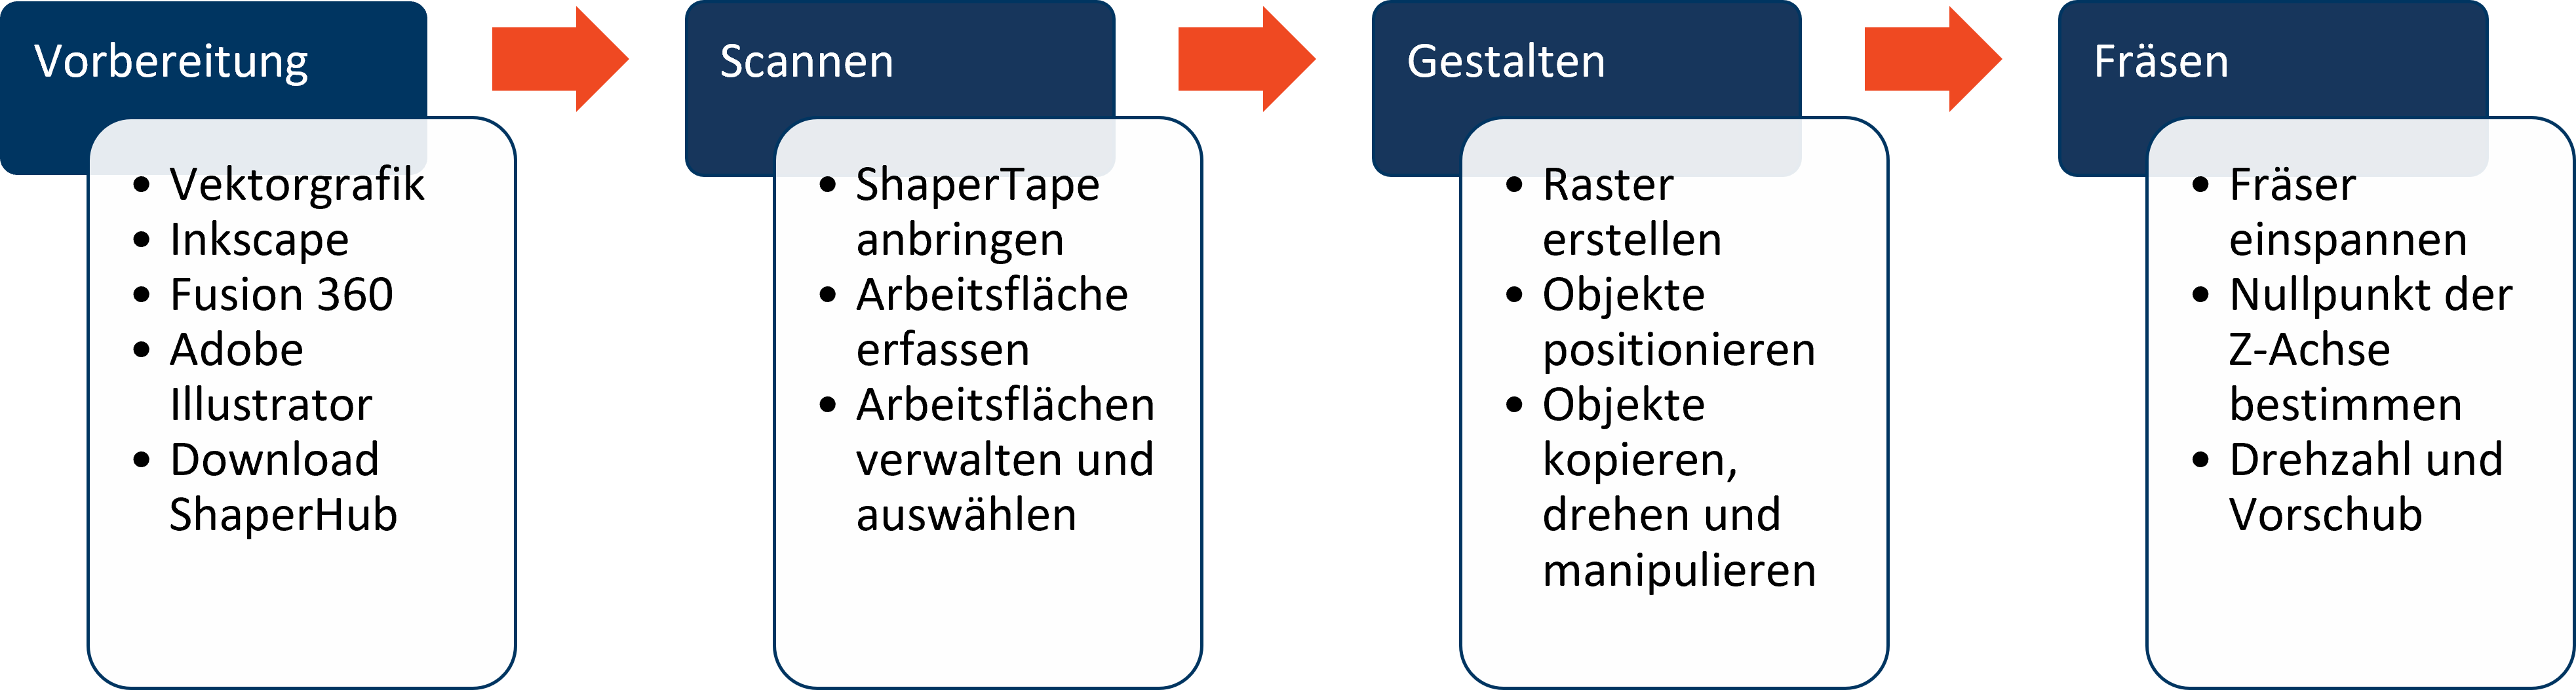 Vorbereitung
• Vektorgrafik
• Inkscape
• Fusion 360
• Adobe
Illustrator
• Download
ShaperHub
Scannen
• ShaperTape
anbringen
• Arbeitsfläche
erfassen
• Arbeitsflächen
verwalten und
auswählen
Gestalten
• Raster
erstellen
• Objekte
positionieren
• Objekte
kopieren,
drehen und
manipulieren
Fräsen
• Fräser
einspannen
• Nullpunkt der
Z-Achse
bestimmen
• Drehzahl und
Vorschub